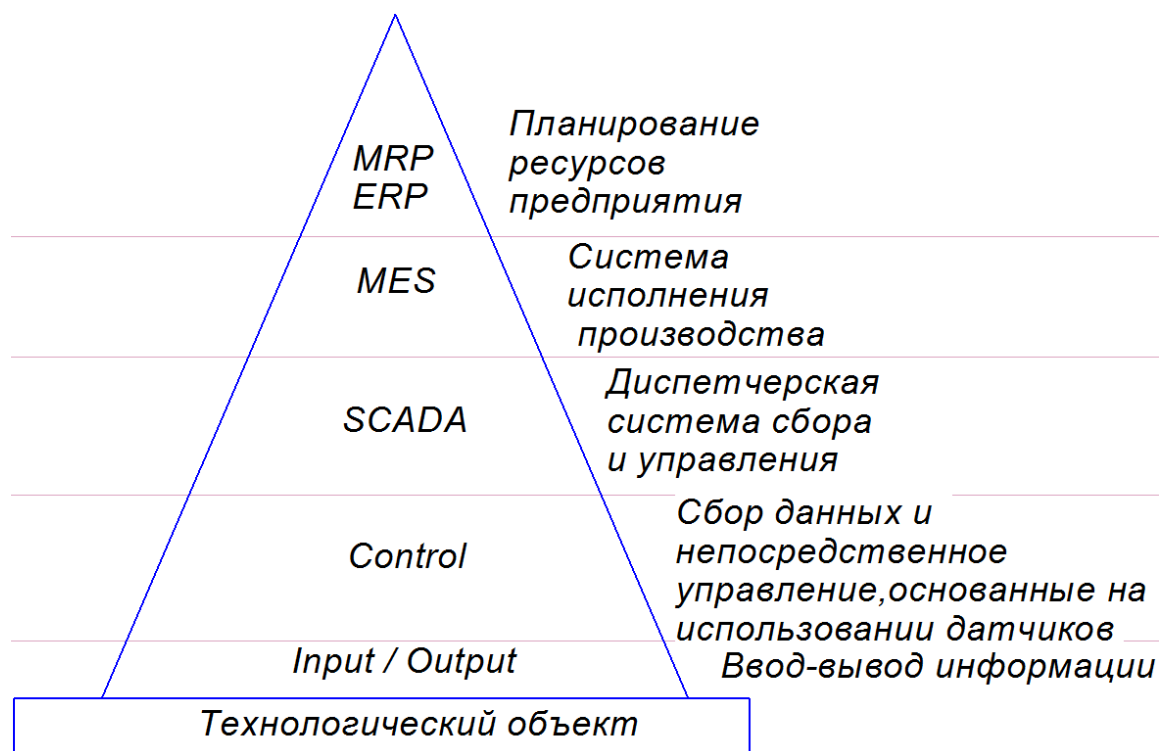 MRP
ERP
Планирование
ресурсов
предприятия
MES
Система
исполнения
производства
SCADA
Диспетчерская
система сбора
и управления
Control
Сбор данных и
непосредственное
управление,основанные на
использовании датчиков
Input / Output
Ввод-вывод информации
Технологический объект